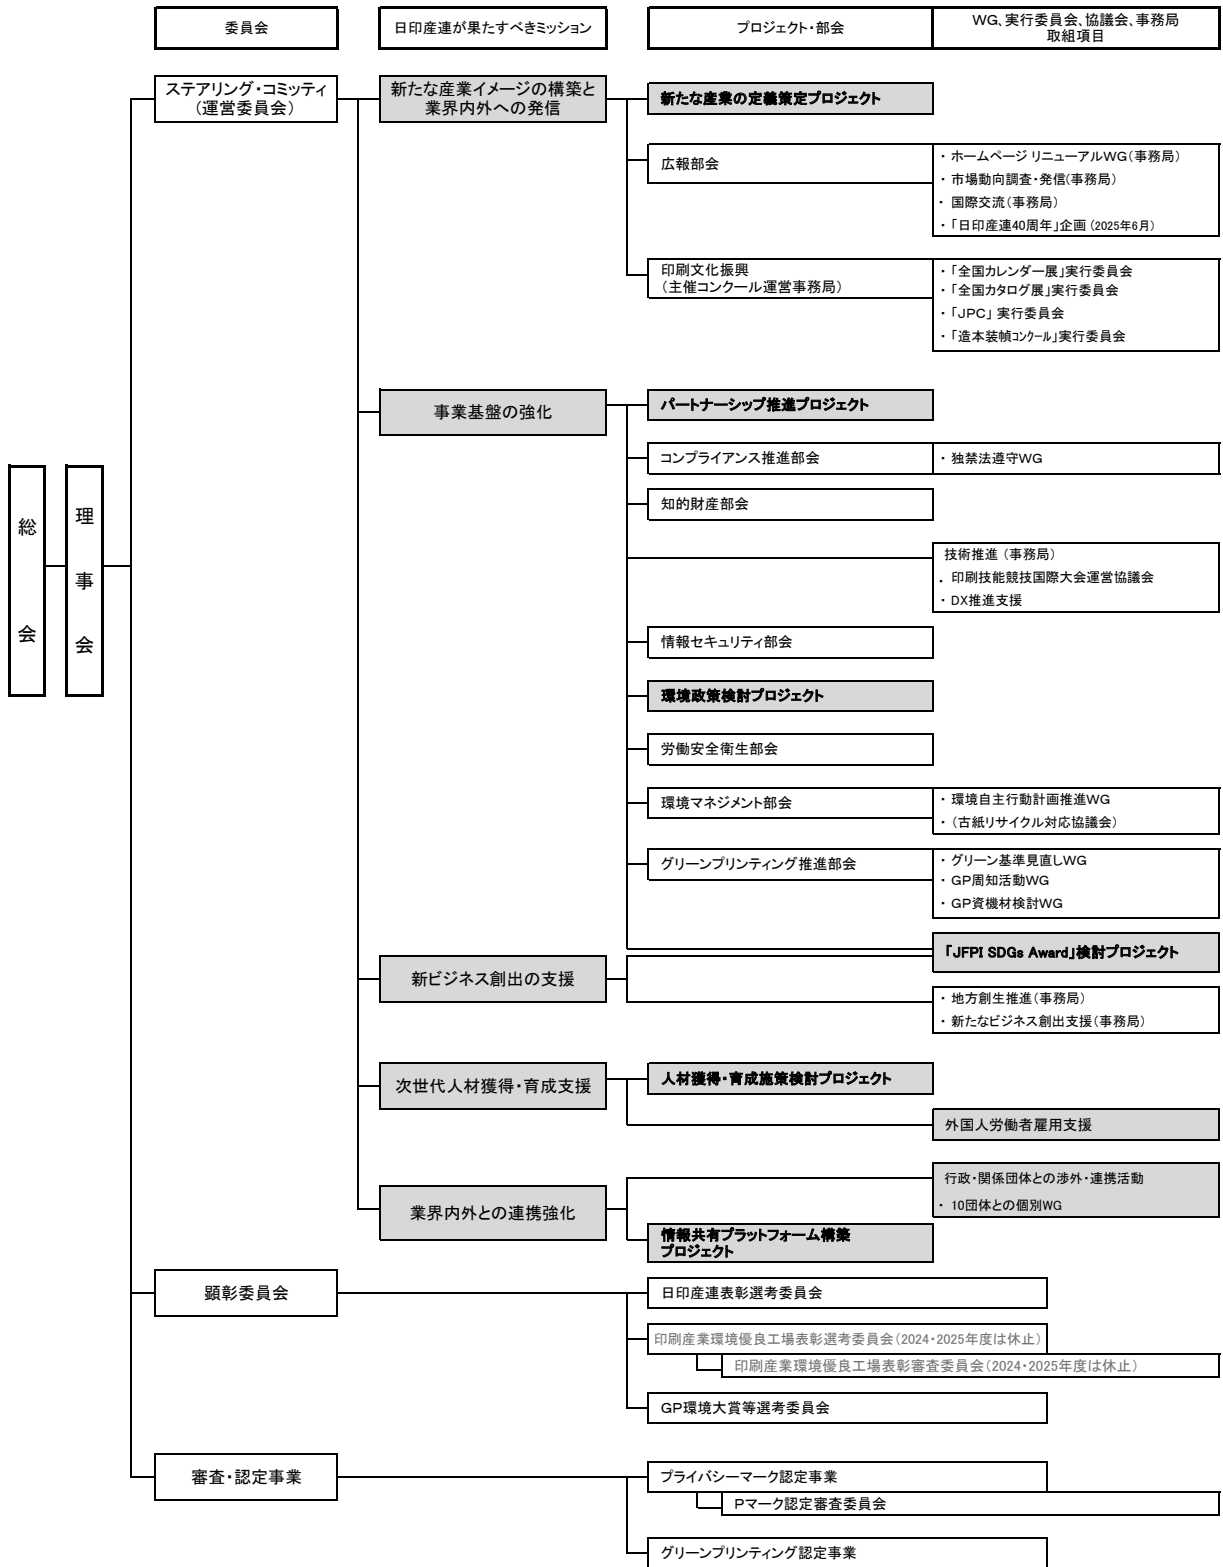 委員会
日印産連が果たすべきミッション
プロジェクト・部会
WG、実行委員会、協議会、事務局
取組項目
総会
理事会
ステアリング・コミッティ
(運営委員会)
新たな産業イメージの構築と
業界内外への発信
新たな産業の定義策定プロジェクト
広報部会
・ ホームページ リニューアルWG(事務局)
・ 市場動向調査・発信(事務局)
・ 国際交流(事務局)
・「日印産連40周年」企画 (2025年6月)
印刷文化振興
(主催コンクール運営事務局)
・「全国カレンダー展」実行委員会
・「全国カタログ展」実行委員会
・「JPC」 実行委員会
・「造本装幀コンクール」実行委員会
事業基盤の強化
パートナーシップ推進プロジェクト
コンプライアンス推進部会
・ 独禁法遵守WG
知的財産部会
技術推進 (事務局)
. 印刷技能競技国際大会運営協議会
・ DX推進支援
情報セキュリティ部会
環境政策検討プロジェクト
労働安全衛生部会
環境マネジメント部会
・ 環境自主行動計画推進WG
・ (古紙リサイクル対応協議会)
グリーンプリンティング推進部会
・ グリーン基準見直しWG
・ GP周知活動WG
・ GP資機材検討WG
「JFPI SDGs Award」検討プロジェクト
新ビジネス創出の支援
・ 地方創生推進(事務局)
・ 新たなビジネス創出支援(事務局)
次世代人材獲得・育成支援
人材獲得・育成施策検討プロジェクト
外国人労働者雇用支援
業界内外との連携強化
行政・関係団体との渉外・連携活動
・ 10団体との個別WG
情報共有プラットフォーム構築
プロジェクト
顕彰委員会
日印産連表彰選考委員会
印刷産業環境優良工場表彰選考委員会(2024・2025年度は休止)
印刷産業環境優良工場表彰審査委員会(2024・2025年度は休止)
GP環境大賞等選考委員会
審査・認定事業
プライバシーマーク認定事業
Pマーク認定審査委員会
グリーンプリンティング認定事業